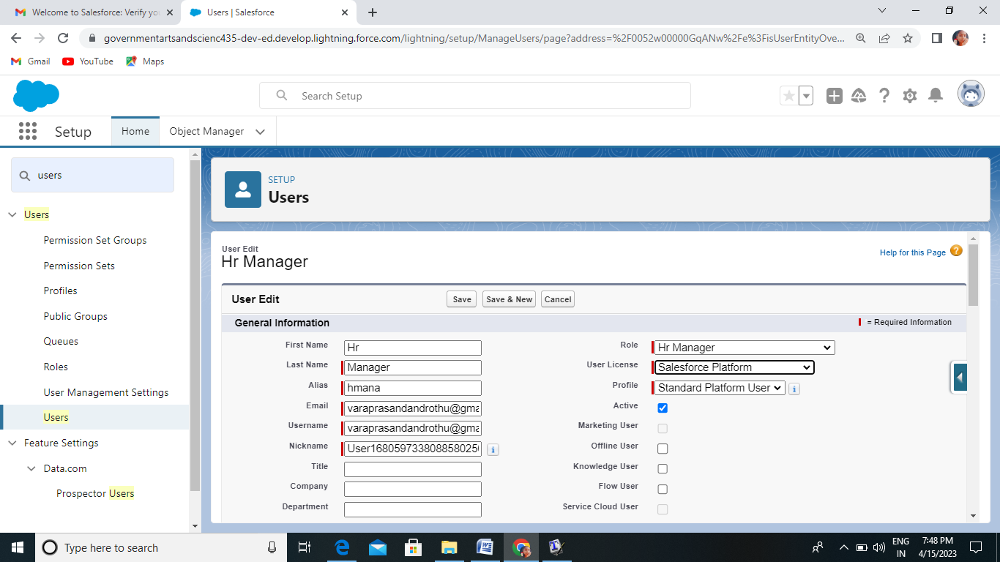 Welcome to Salesforce: Verify yo
Users | Salesforce
governmentartsandscienc435-dev-ed.develop.lightning.force.com/lightning/setup/ManageUsers/page?address=%2F0052w00000GqANw%2Fe%3FisUserEntityOve...
Gmail
YouTube
Maps
Search Setup
Setup
Home
Object Manager
users
Users
Permission Set Groups
Permission Sets
Profiles
Public Groups
Queues
Roles
User Management Settings
Users
Feature Settings
Data.com
Prospector Users
SETUP
Users
User Edit
Hr Manager
Help for this Page
User Edit
Save
Save & New
Cancel
General Information
= Required Information
First Name Hr
Last Name Manager
Alias hmana
Email varaprasandandrothu@gma
Username varaprasandandrothu@gma
Nickname User168059733808858025
Title
Company
Department
Role Hr Manager
User License Salesforce Platform
Profile Standard Platform User
Active
Marketing User
Offline User
Knowledge User
Flow User
Service Cloud User
Type here to search
ENG
IN
7:48 PM
4/15/2023